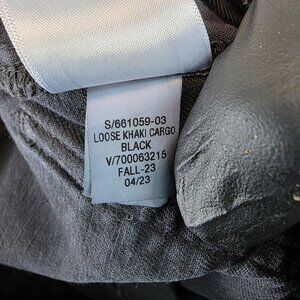 S/661059-03
LOOSE KHAKI CARGO
BLACK
V/700063215
FALL-23
04/23